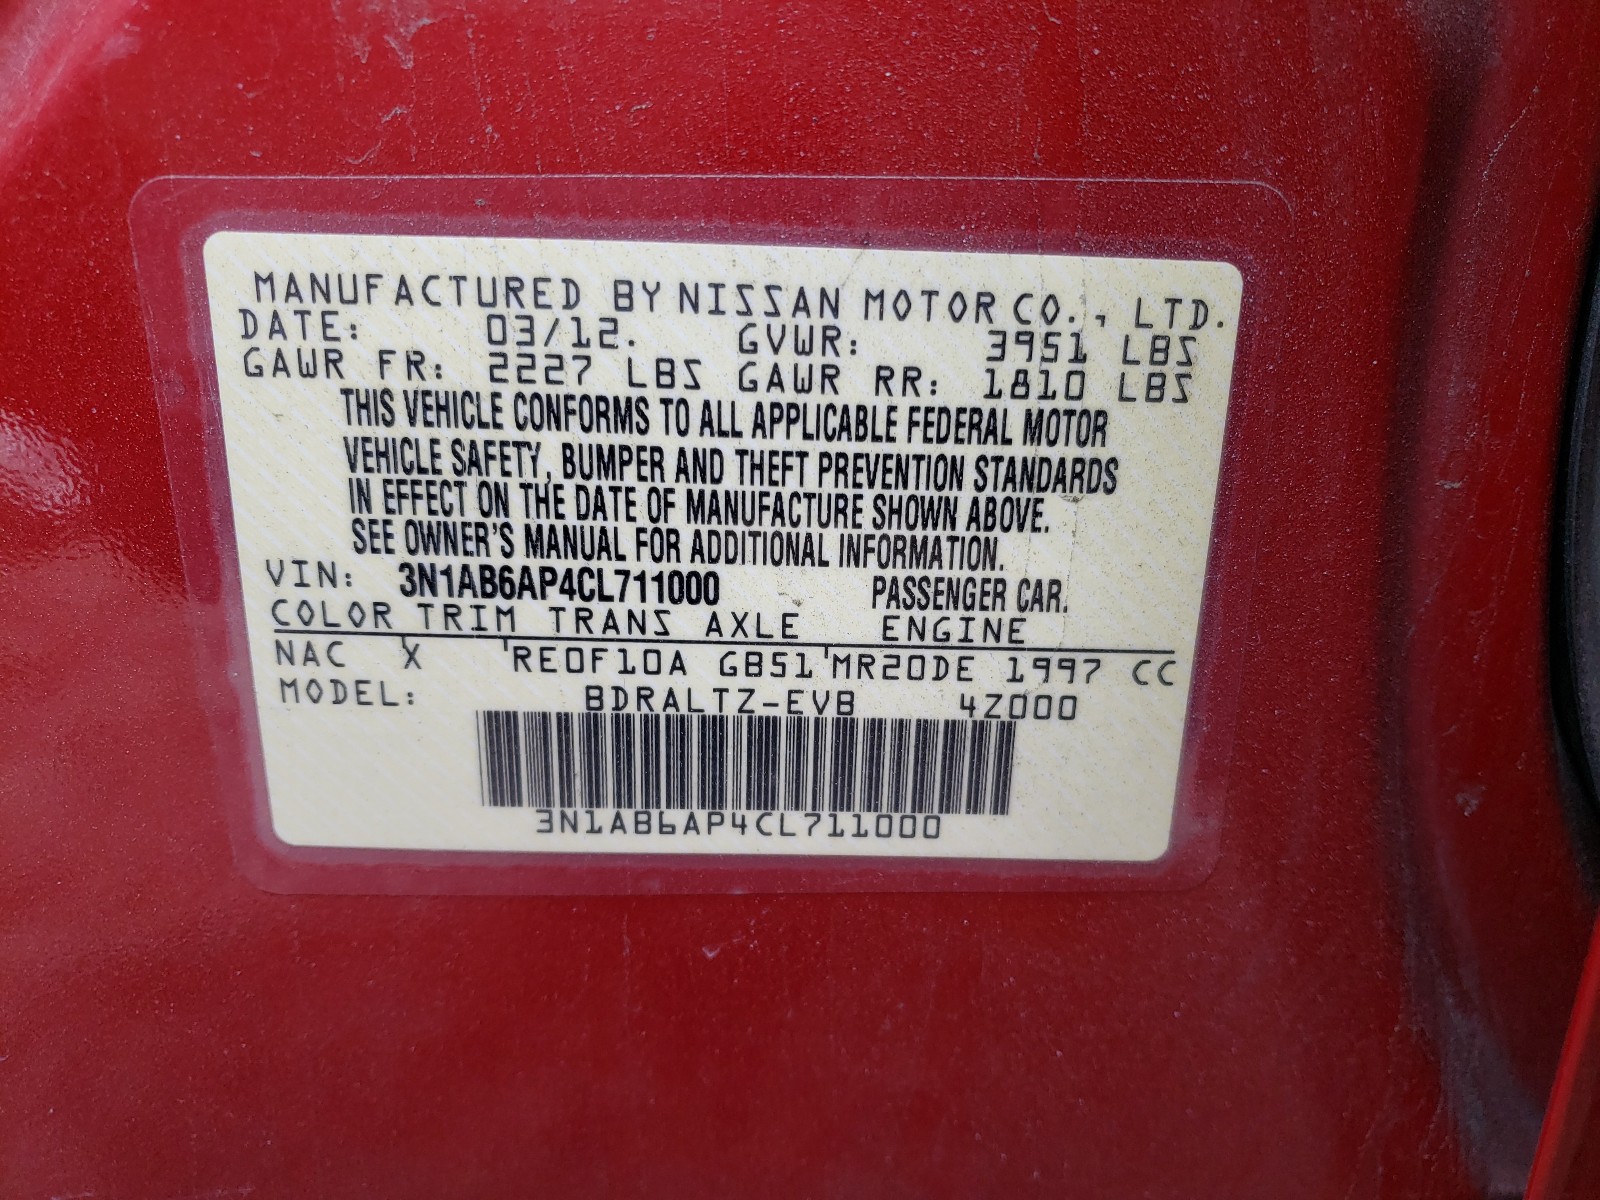 MANUFACTURED BY NISSAN MOTOR CO., LTD.
DATE: 03/12. GVWR: 3951 LBS
GAWR FR: 2227 LBS GAWR RR: 1810 LBS
THIS VEHICLE CONFORMS TO ALL APPLICABLE FEDERAL MOTOR
VEHICLE SAFETY, BUMPER AND THEFT PREVENTION STANDARDS
IN EFFECT ON THE DATE OF MANUFACTURE SHOWN ABOVE.
SEE OWNER'S MANUAL FOR ADDITIONAL INFORMATION.
VIN: 3N1AB6AP4CL711000 PASSENGER CAR.
COLOR TRIM TRANS AXLE ENGINE
NAC X RE0F10A GB51 MR20DE 1997 CC
MODEL: BDRALTZ-EVB 4Z000
3N1AB6AP4CL711000